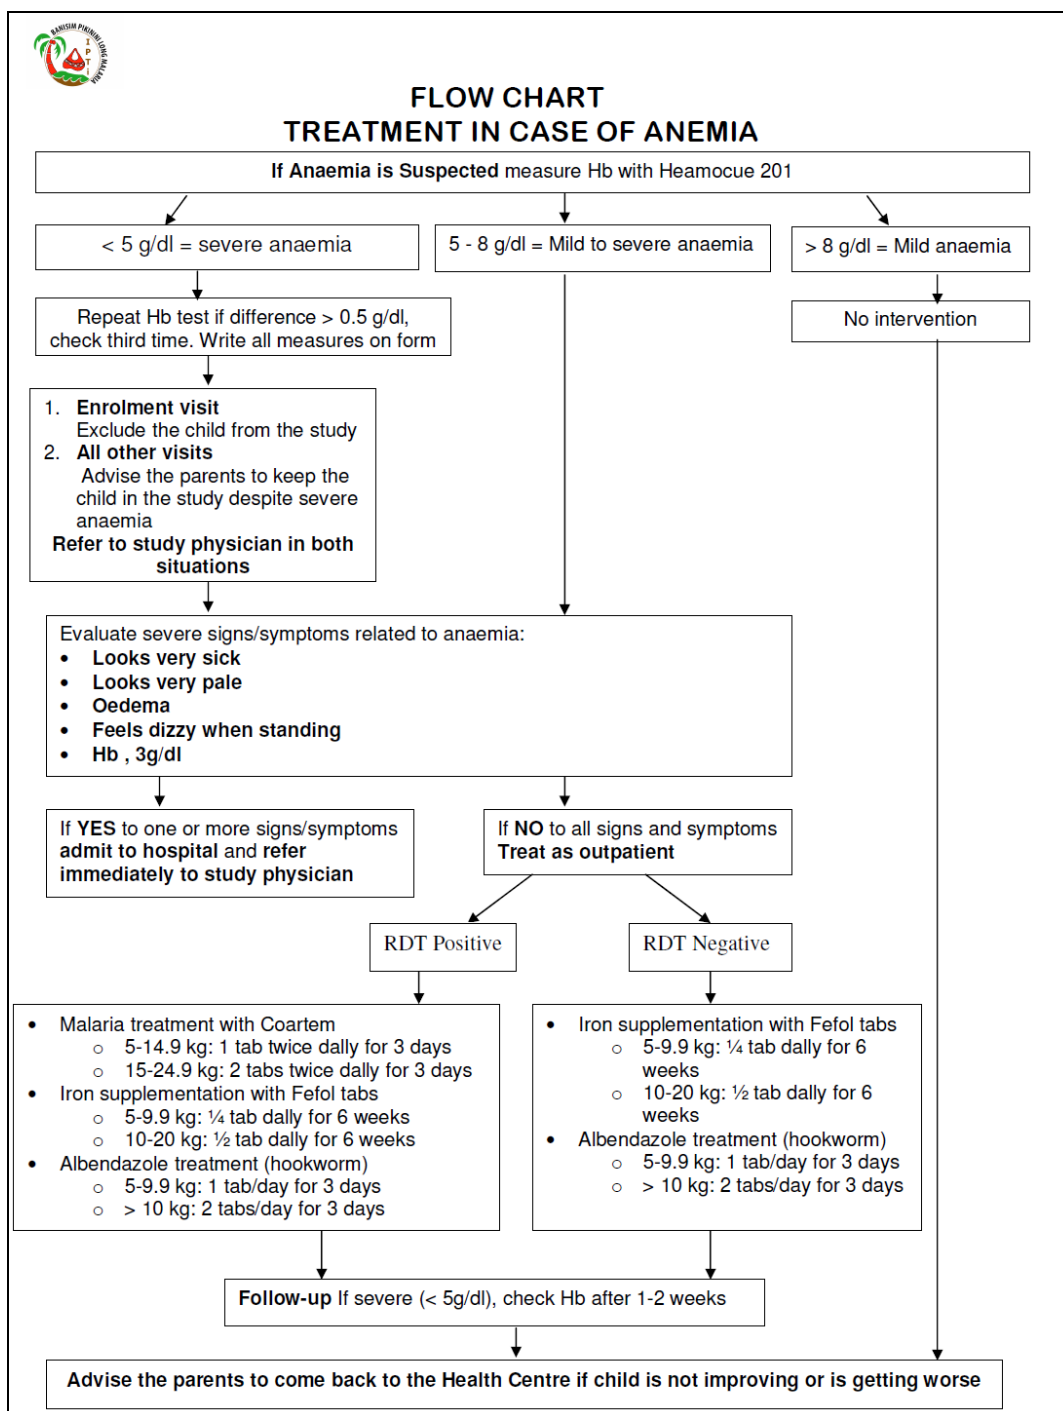 BANISIM PIKININI LONG MALARIA
I
P
T
i
FLOW CHART
TREATMENT IN CASE OF ANEMIA
If Anaemia is Suspected measure Hb with Heamocue 201
< 5 g/dl = severe anaemia
5 - 8 g/dl = Mild to severe anaemia
> 8 g/dl = Mild anaemia
Repeat Hb test if difference > 0.5 g/dl,
check third time. Write all measures on form
No intervention
1. Enrolment visit
Exclude the child from the study
2. All other visits
Advise the parents to keep the
child in the study despite severe
anaemia
Refer to study physician in both
situations
Evaluate severe signs/symptoms related to anaemia:
• Looks very sick
• Looks very pale
• Oedema
• Feels dizzy when standing
• Hb , 3g/dl
If YES to one or more signs/symptoms
admit to hospital and refer
immediately to study physician
If NO to all signs and symptoms
Treat as outpatient
RDT Positive
RDT Negative
• Malaria treatment with Coartem
o 5-14.9 kg: 1 tab twice dally for 3 days
o 15-24.9 kg: 2 tabs twice dally for 3 days
• Iron supplementation with Fefol tabs
o 5-9.9 kg: ¼ tab dally for 6 weeks
o 10-20 kg: ½ tab dally for 6 weeks
• Albendazole treatment (hookworm)
o 5-9.9 kg: 1 tab/day for 3 days
o > 10 kg: 2 tabs/day for 3 days
• Iron supplementation with Fefol tabs
o 5-9.9 kg: ¼ tab dally for 6
weeks
o 10-20 kg: ½ tab dally for 6
weeks
• Albendazole treatment (hookworm)
o 5-9.9 kg: 1 tab/day for 3 days
o > 10 kg: 2 tabs/day for 3 days
Follow-up If severe (< 5g/dl), check Hb after 1-2 weeks
Advise the parents to come back to the Health Centre if child is not improving or is getting worse